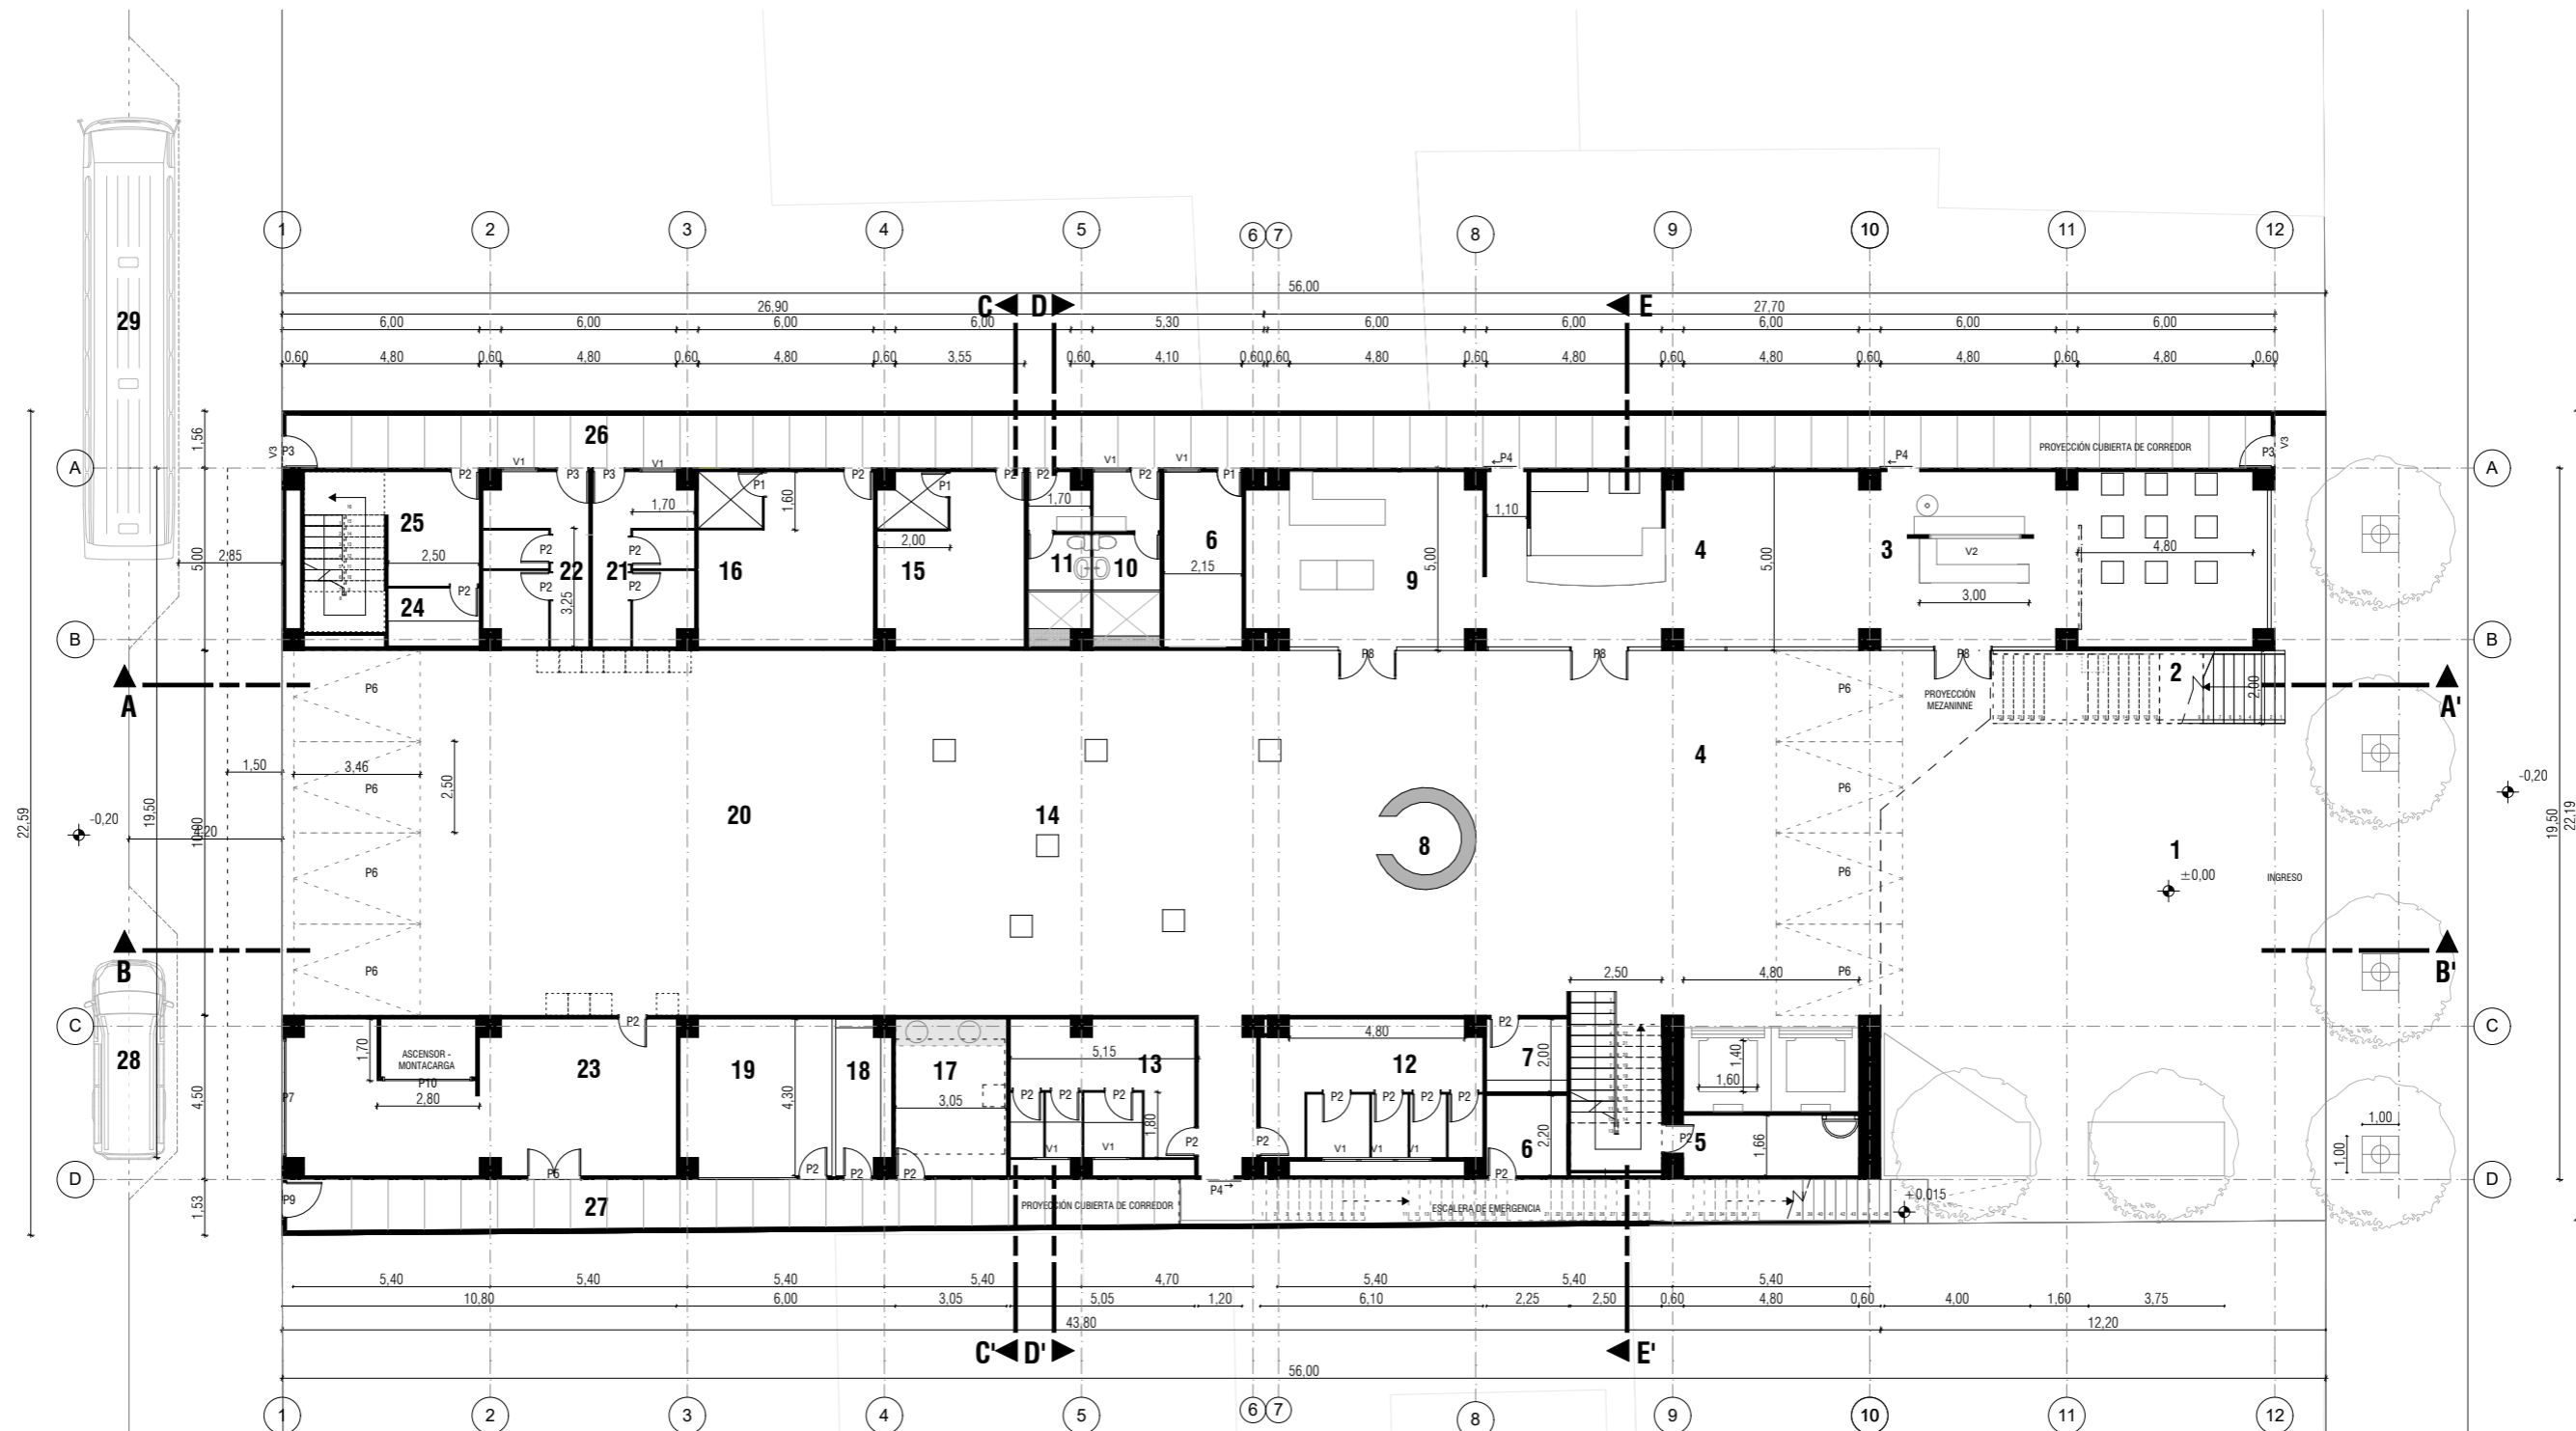 1 2 3 4 5 6 7 8 9 10 11 12
56,00
C D E
26,90 27,70
6,00 6,00 6,00 6,00 5,30 6,00 6,00 6,00 6,00 6,00
0,60 4,80 0,60 4,80 0,60 4,80 0,60 3,55 0,60 4,10 0,60 0,60 4,80 0,60 4,80 0,60 4,80 0,60 4,80 0,60 4,80 0,60
29
1,56 26 PROYECCIÓN CUBIERTA DE CORREDOR
V3 P3 P4 P4 P3 V3
A V1 V1 V1 V1 A
P2 P3 P3 P2 P2 P2 P2 P1
P1 1,60 P1 1,70
1,70 1,10
25 2,50 22 21 16 15 2,00 11 10 6 2,15 9 5,00 4 5,00 3 V2 4,80
P2 P2 P2 P2 3,25 3,00
2,85 5,00
24 P2
B B
P8 P8 P8
A P6 P6 PROYECCIÓN
MEZANINNE
2 2,00 A'
1,50 3,46 2,50 4
P6 P6
-0,20 -0,20
22,59 19,50 10,00 4,20 20 14 8 1 19,50 22,19
±0,00
INGRESO
P6 P6
B P6 P6 B'
2,50 4,80
C P2 P2 C
28 1,70 ASCENSOR -
MONTACARGA
P10
2,80
23 19 18 17 5,15 13 4,80 12 7 2,00 1,40
1,60
P7 4,50 4,30 3,05 P2 P2 P2 1,80 P2 P2 P2 P2 1,00
V1 V1 P2 P2 V1 V1 V1 6 2,20 P2 5 1,66 1,00
P5 P2 P2 P2 P2
D D
P9 P4
1,53 27 PROYECCIÓN CUBIERTA DE CORREDOR ESCALERA DE EMERGENCIA +0,015
5,40 5,40 5,40 5,40 4,70 5,40 5,40 5,40
10,80 6,00 3,05 5,05 1,20 6,10 2,25 2,50 0,60 4,80 0,60 4,00 1,60 3,75
43,80 12,20
C' D' E'
56,00
1 2 3 4 5 6 7 8 9 10 11 12